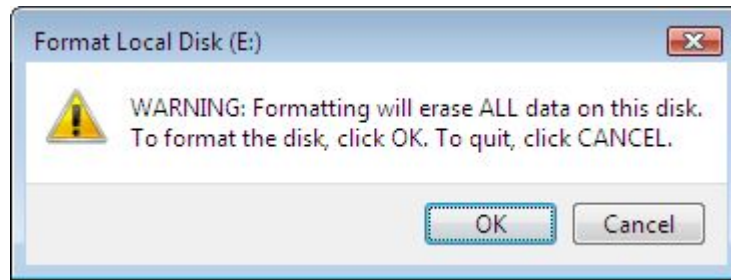 Format Local Disk (E:)
WARNING: Formatting will erase ALL data on this disk.
To format the disk, click OK. To quit, click CANCEL.
OK
Cancel